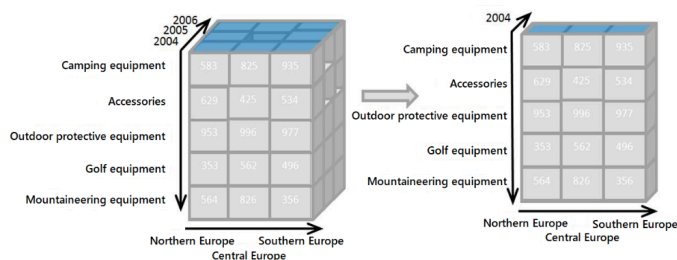 2006
2005
2004
Camping equipment 583 825 935
Accessories 629 425 534
Outdoor protective equipment 953 996 977
Golf equipment 353 562 496
Mountaineering equipment 564 826 356
Northern Europe Southern Europe
Central Europe
2004
Camping equipment 583 825 935
Accessories 629 425 534
Outdoor protective equipment 953 996 977
Golf equipment 353 562 496
Mountaineering equipment 564 826 356
Northern Europe Southern Europe
Central Europe